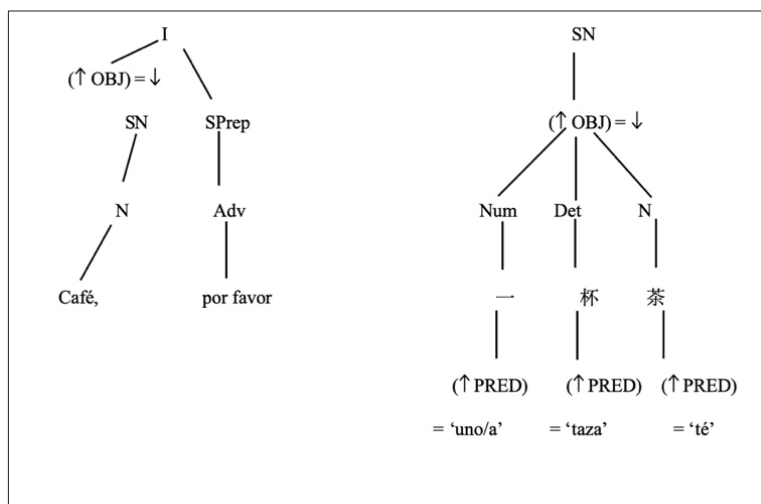 I
(↑ OBJ) = ↓
SN SPrep
N Adv
Café, por favor
SN
(↑ OBJ) = ↓
Num Det N
一 杯 茶
(↑ PRED) (↑ PRED) (↑ PRED)
= ‘uno/a’ = ‘taza’ = ‘té’